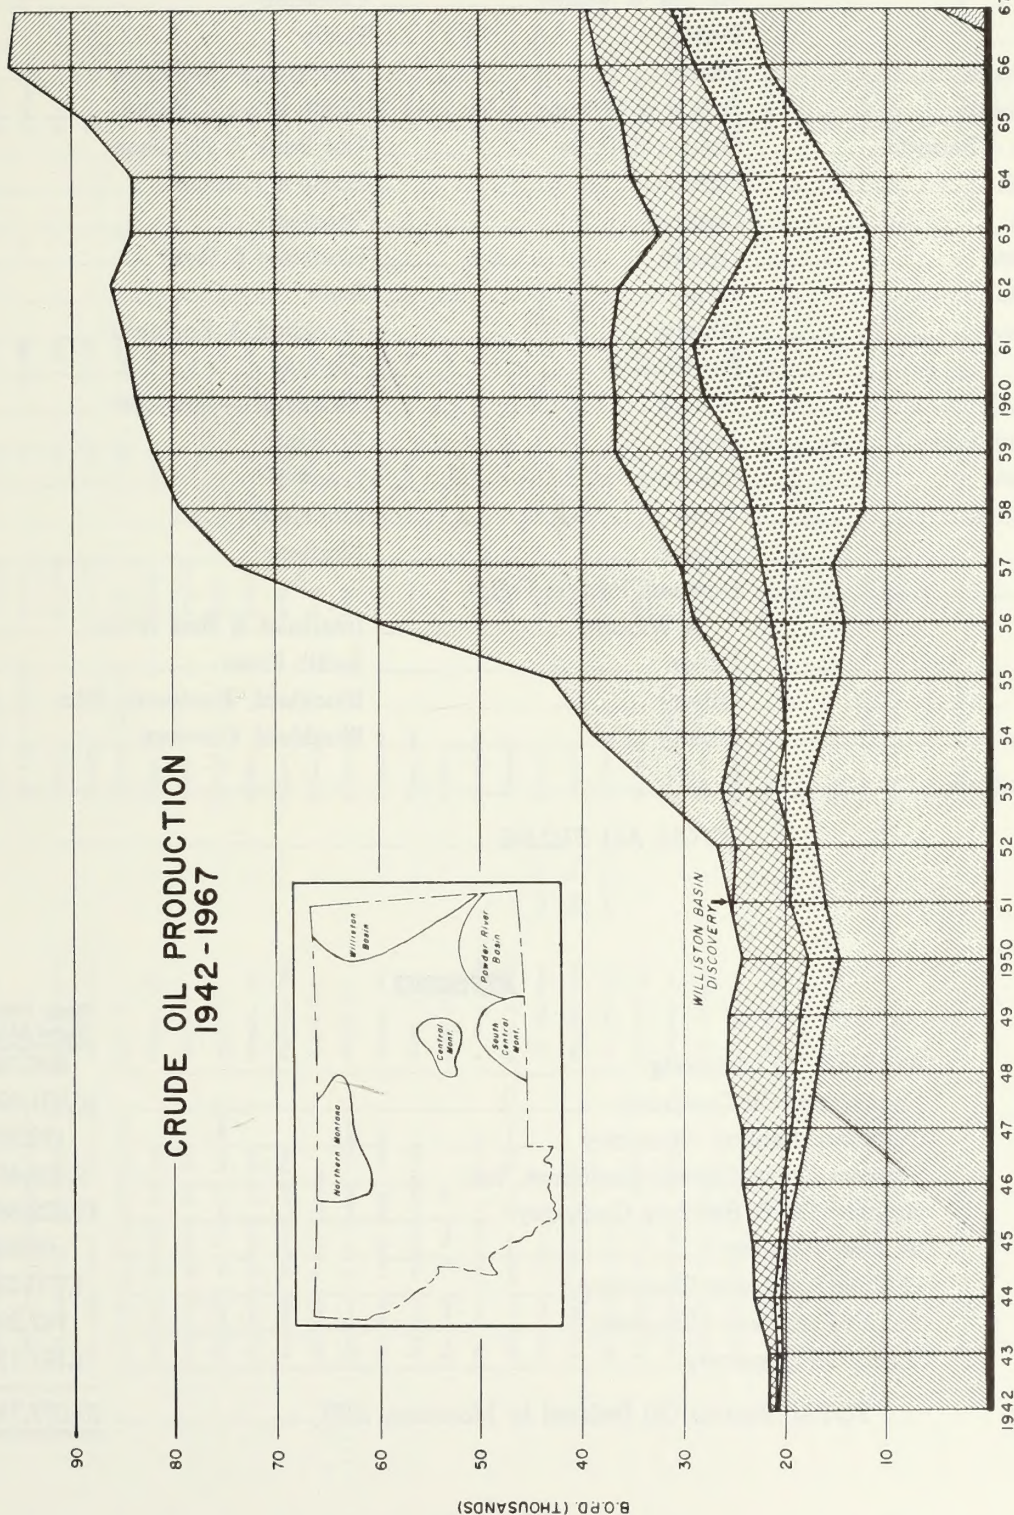 CRUDE OIL PRODUCTION
1942-1967
90
80
70
60
50
40
30
20
10
B.O.P.D. (THOUSANDS)
Northern Montana
Central
Mont.
South
Central
Mont.
Williston
Basin
Powder River
Basin
WILLISTON BASIN
DISCOVERY
1942 43 44 45 46 47 48 49 1950 51 52 53 54 55 56 57 58 59 1960 61 62 63 64 65 66